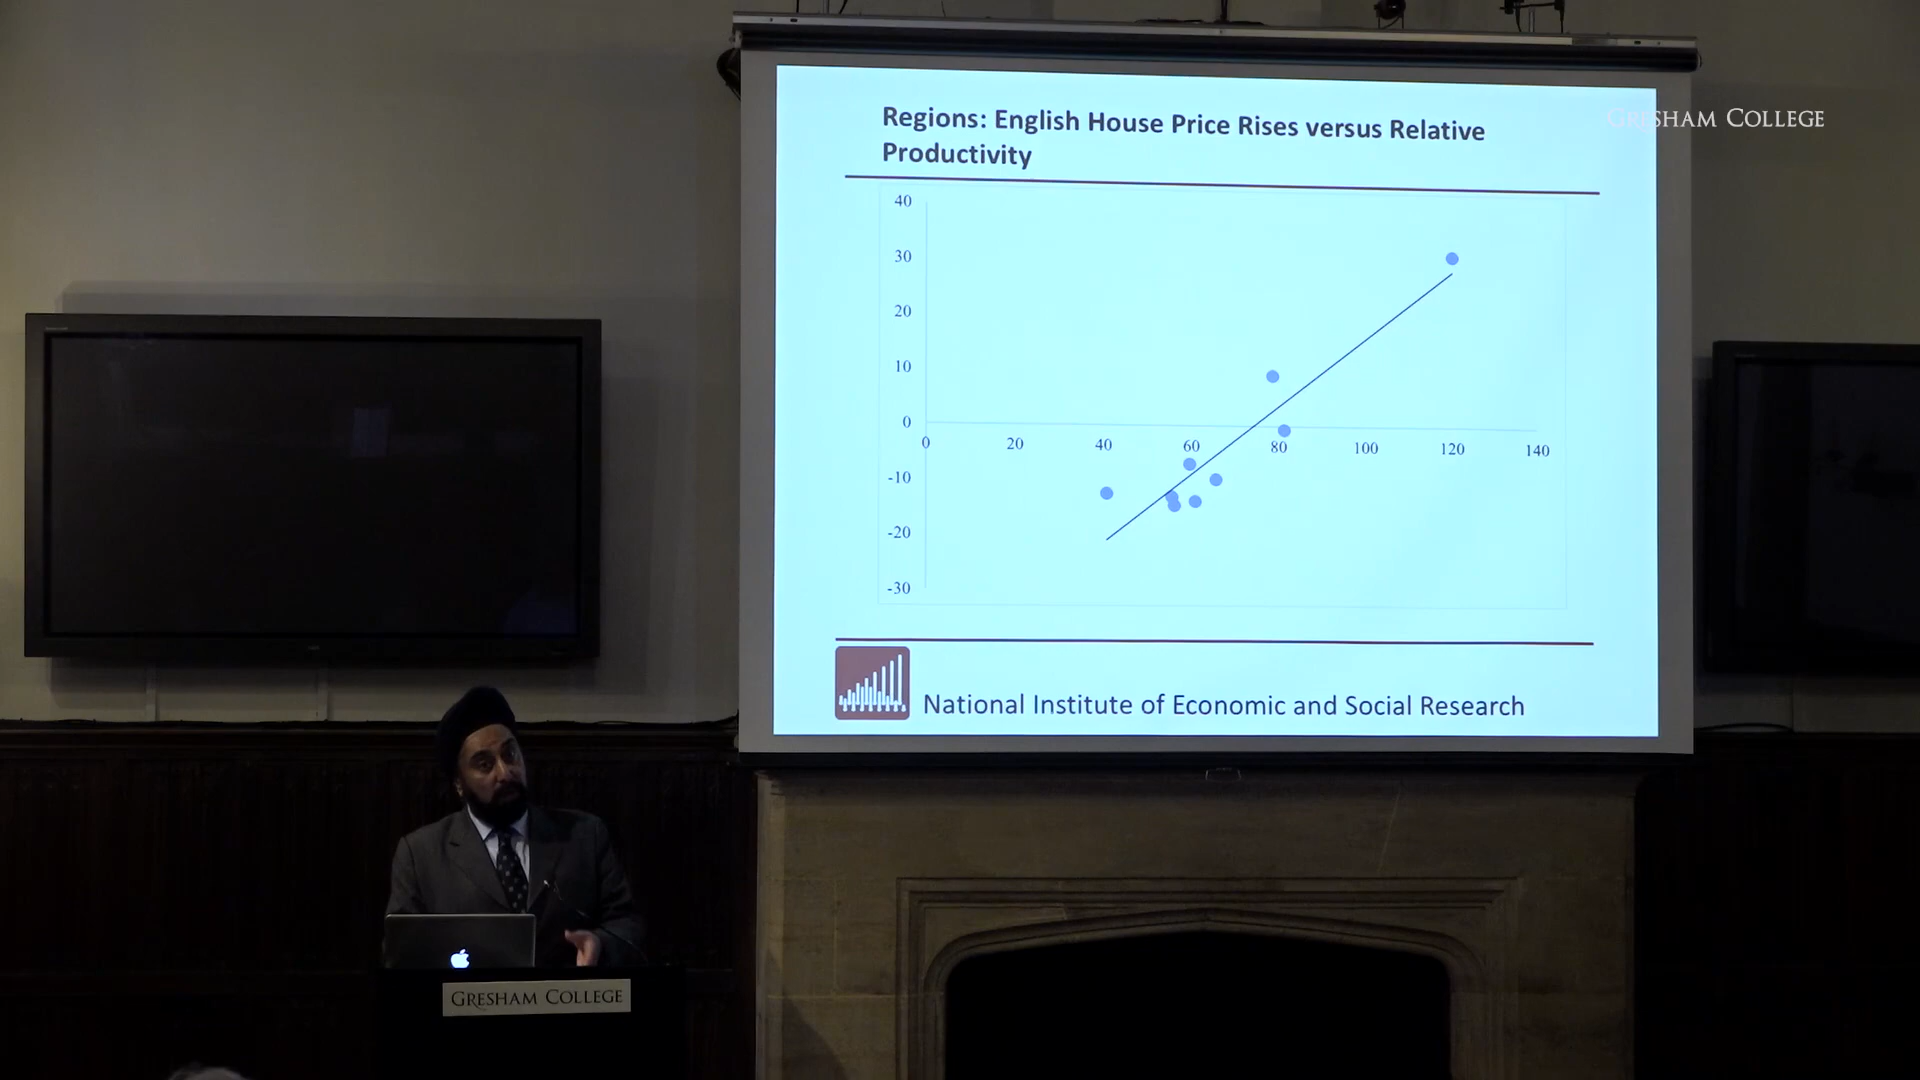 Regions: English House Price Rises versus Relative
Productivity
GRESHAM COLLEGE
40
30
20
10
0
-10
-20
-30
0 20 40 60 80 100 120 140
National Institute of Economic and Social Research
GRESHAM COLLEGE